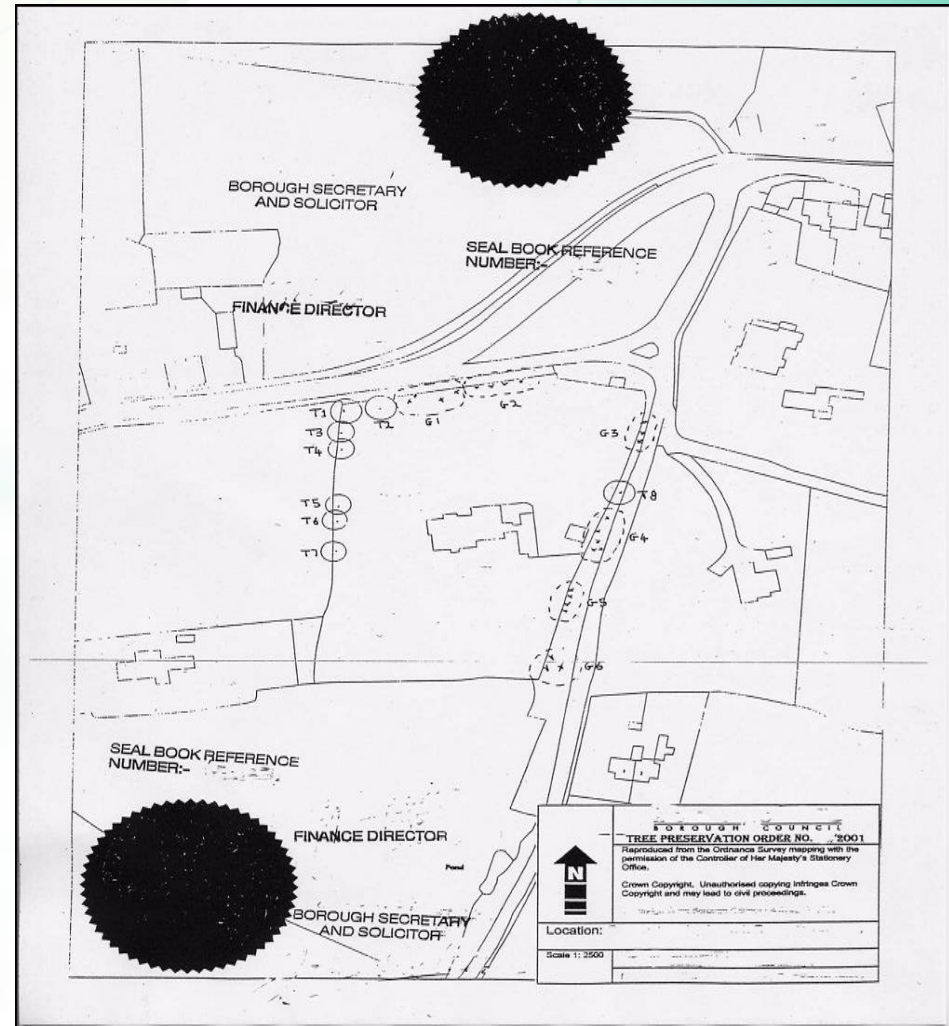 BOROUGH SECRETARY
AND SOLICITOR
SEAL BOOK REFERENCE
NUMBER:-
FINANCE DIRECTOR
T1
T2
G1
G2
T3
T4
G3
T5
T8
T6
G4
T7
G5
G6
SEAL BOOK REFERENCE
NUMBER:-
FINANCE DIRECTOR
Pond
BOROUGH SECRETARY
AND SOLICITOR
N
BOROUGH COUNCIL
TREE PRESERVATION ORDER NO. 2001
Reproduced from the Ordnance Survey mapping with the
permission of the Controller of Her Majesty's Stationery
Office.
Crown Copyright. Unauthorised copying infringes Crown
Copyright and may lead to civil proceedings.
Location:
Scale 1: 2500